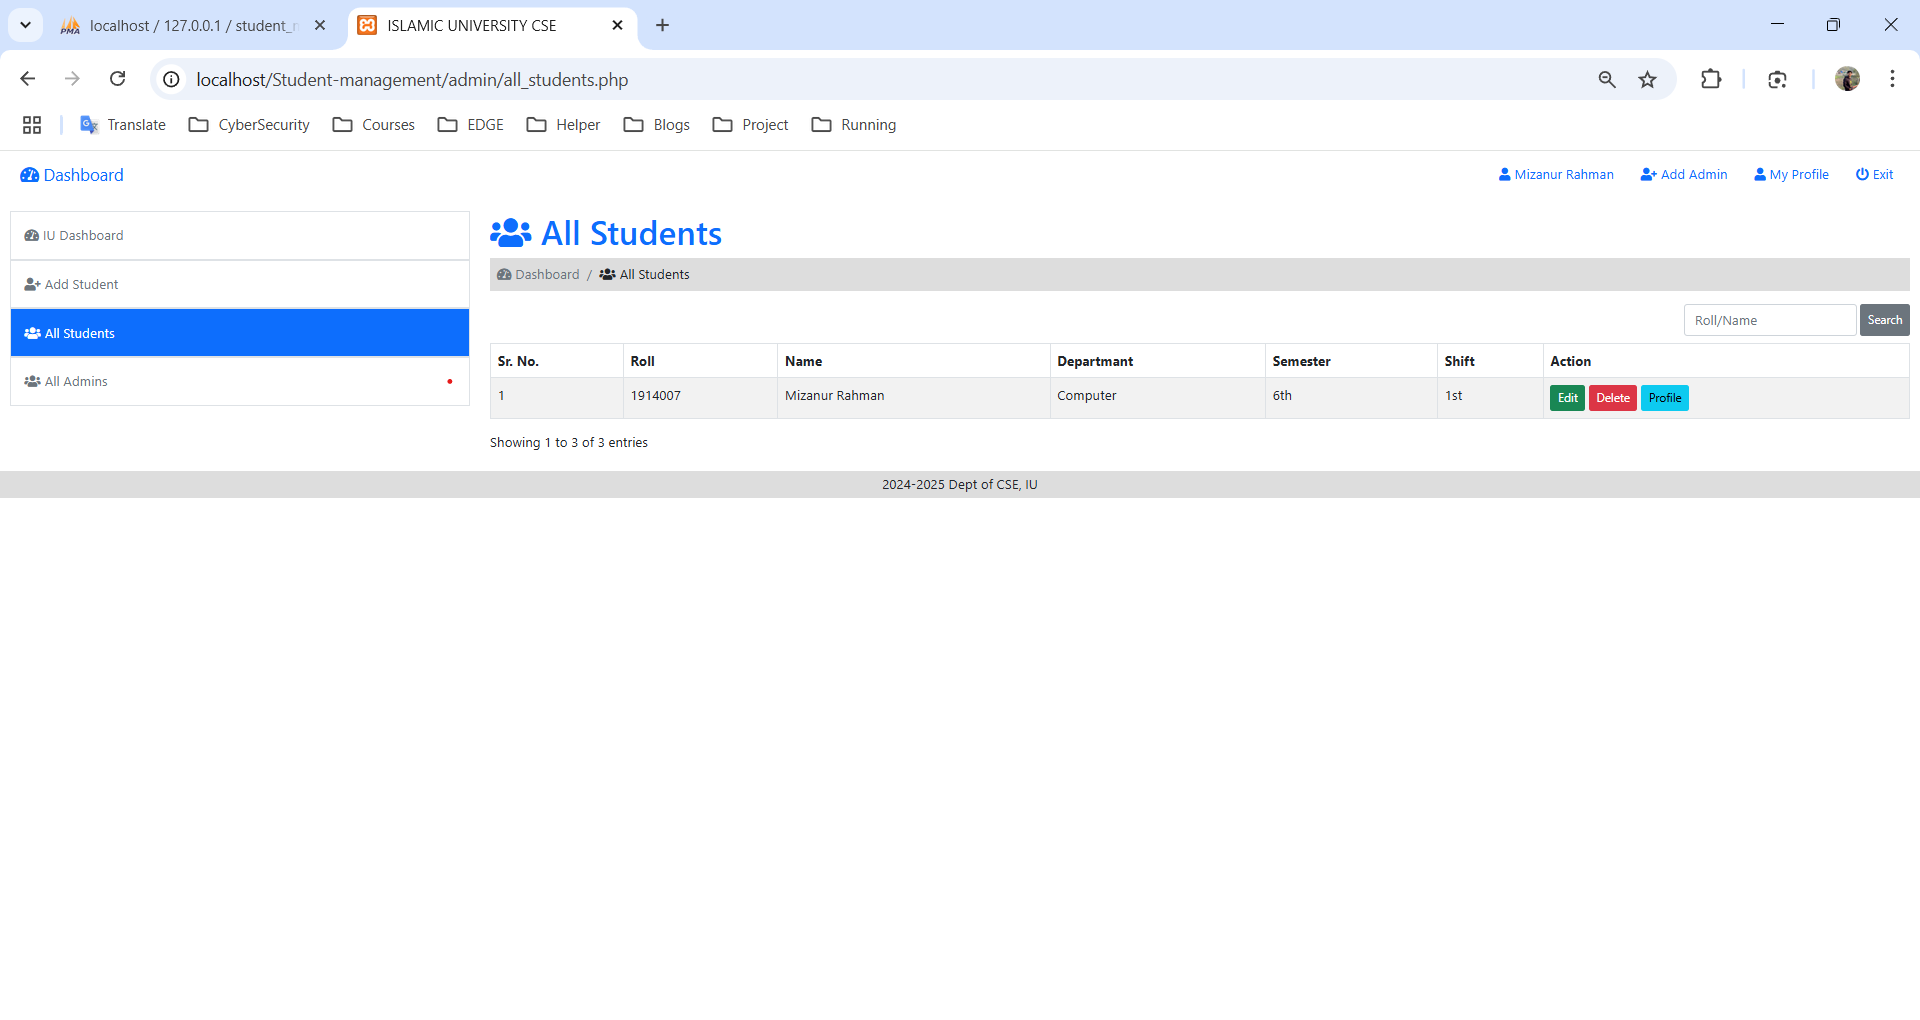 localhost / 127.0.0.1 / student_
ISLAMIC UNIVERSITY CSE
localhost/Student-management/admin/all_students.php
Translate CyberSecurity Courses EDGE Helper Blogs Project Running
Dashboard Mizanur Rahman Add Admin My Profile Exit
IU Dashboard
Add Student
All Students
All Admins
All Students
Dashboard / All Students
Roll/Name Search
Sr. No. Roll Name Departmant Semester Shift Action
1 1914007 Mizanur Rahman Computer 6th 1st Edit Delete Profile
Showing 1 to 3 of 3 entries
2024-2025 Dept of CSE, IU